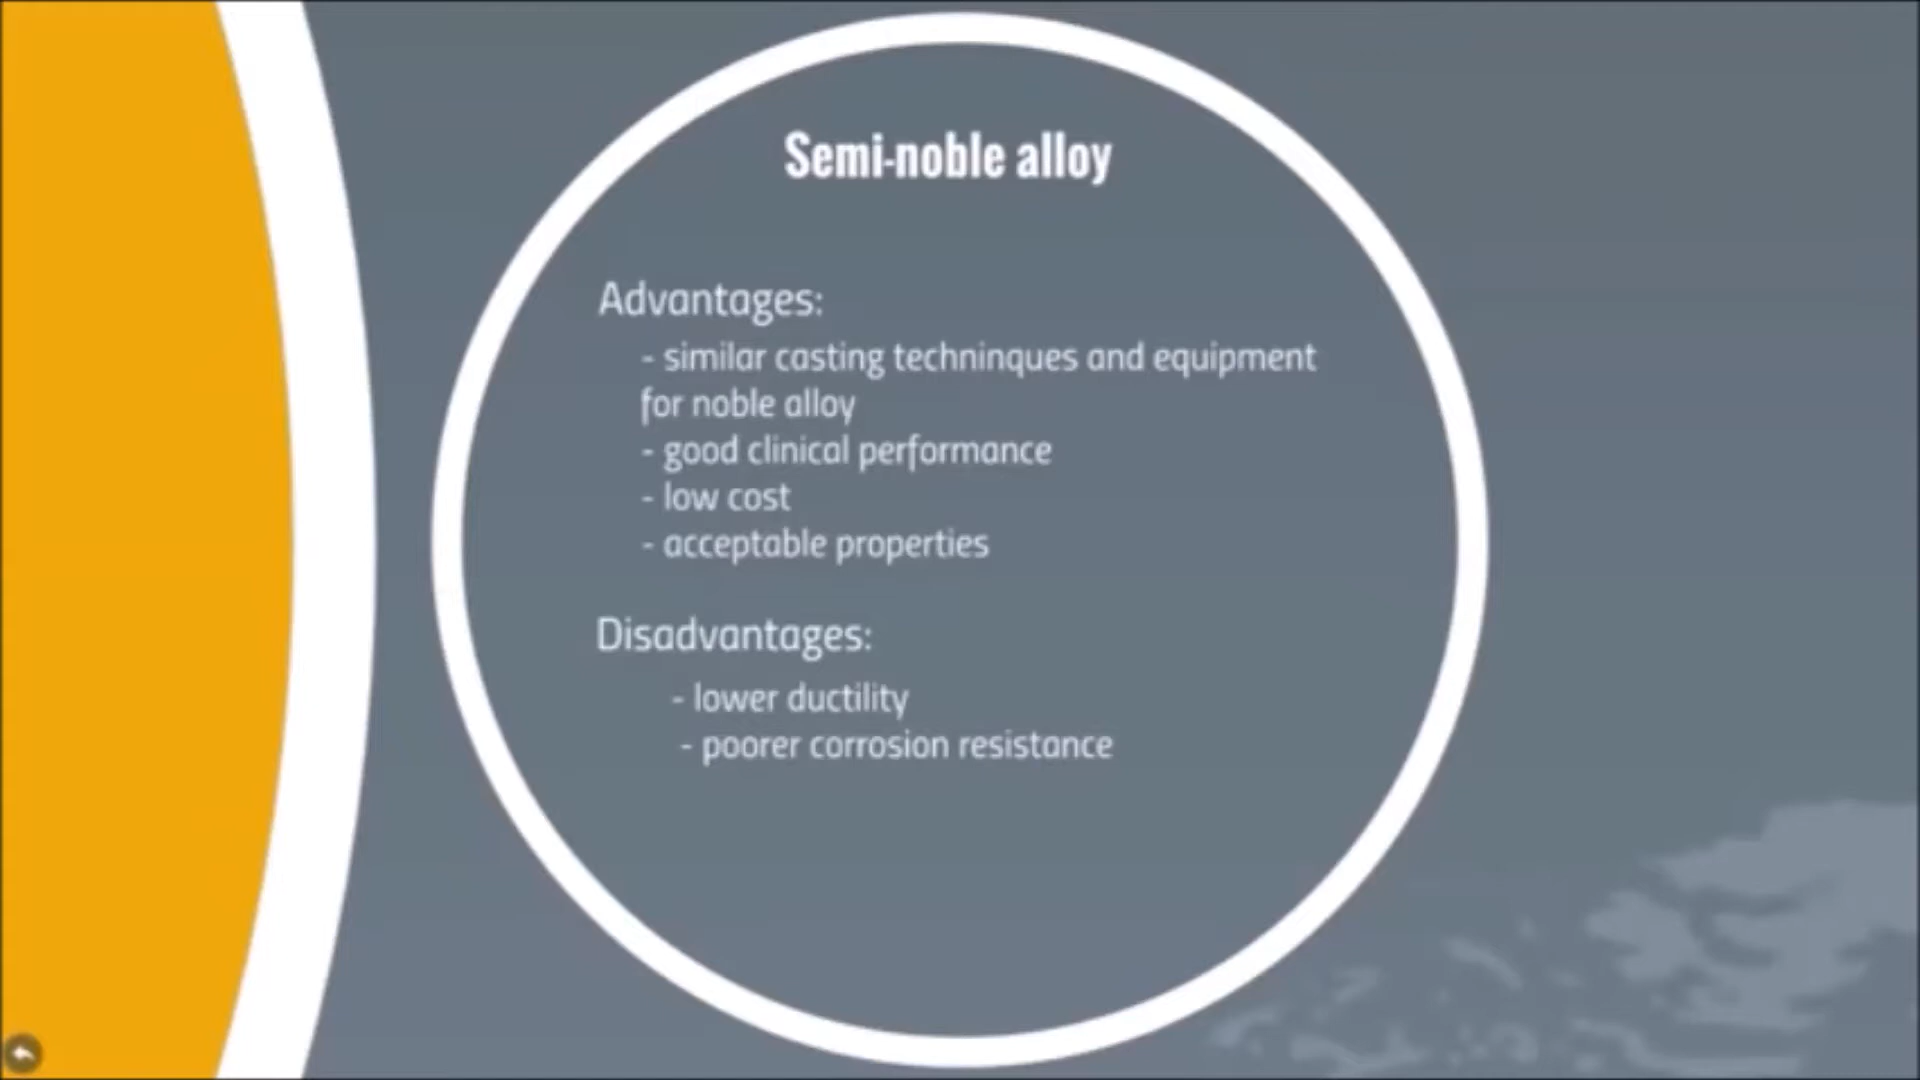 Semi-noble alloy
Advantages:
- similar casting techninques and equipment
for noble alloy
- good clinical performance
- low cost
- acceptable properties
Disadvantages:
- lower ductility
- poorer corrosion resistance